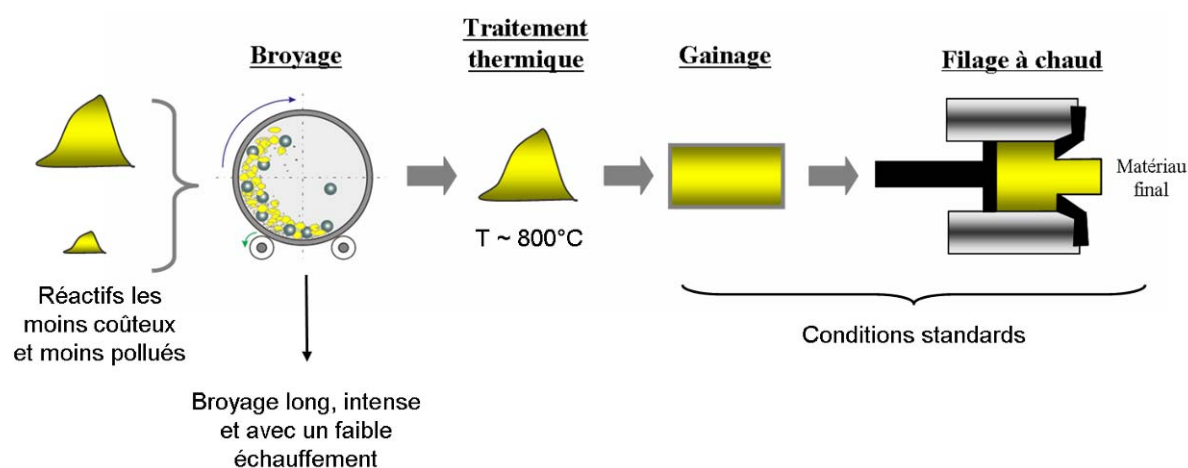 Broyage
Traitement
thermique
Gainage
Filage à chaud
Matériau
final
T ~ 800°C
Réactifs les
moins coûteux
et moins pollués
Conditions standards
Broyage long, intense
et avec un faible
échauffement